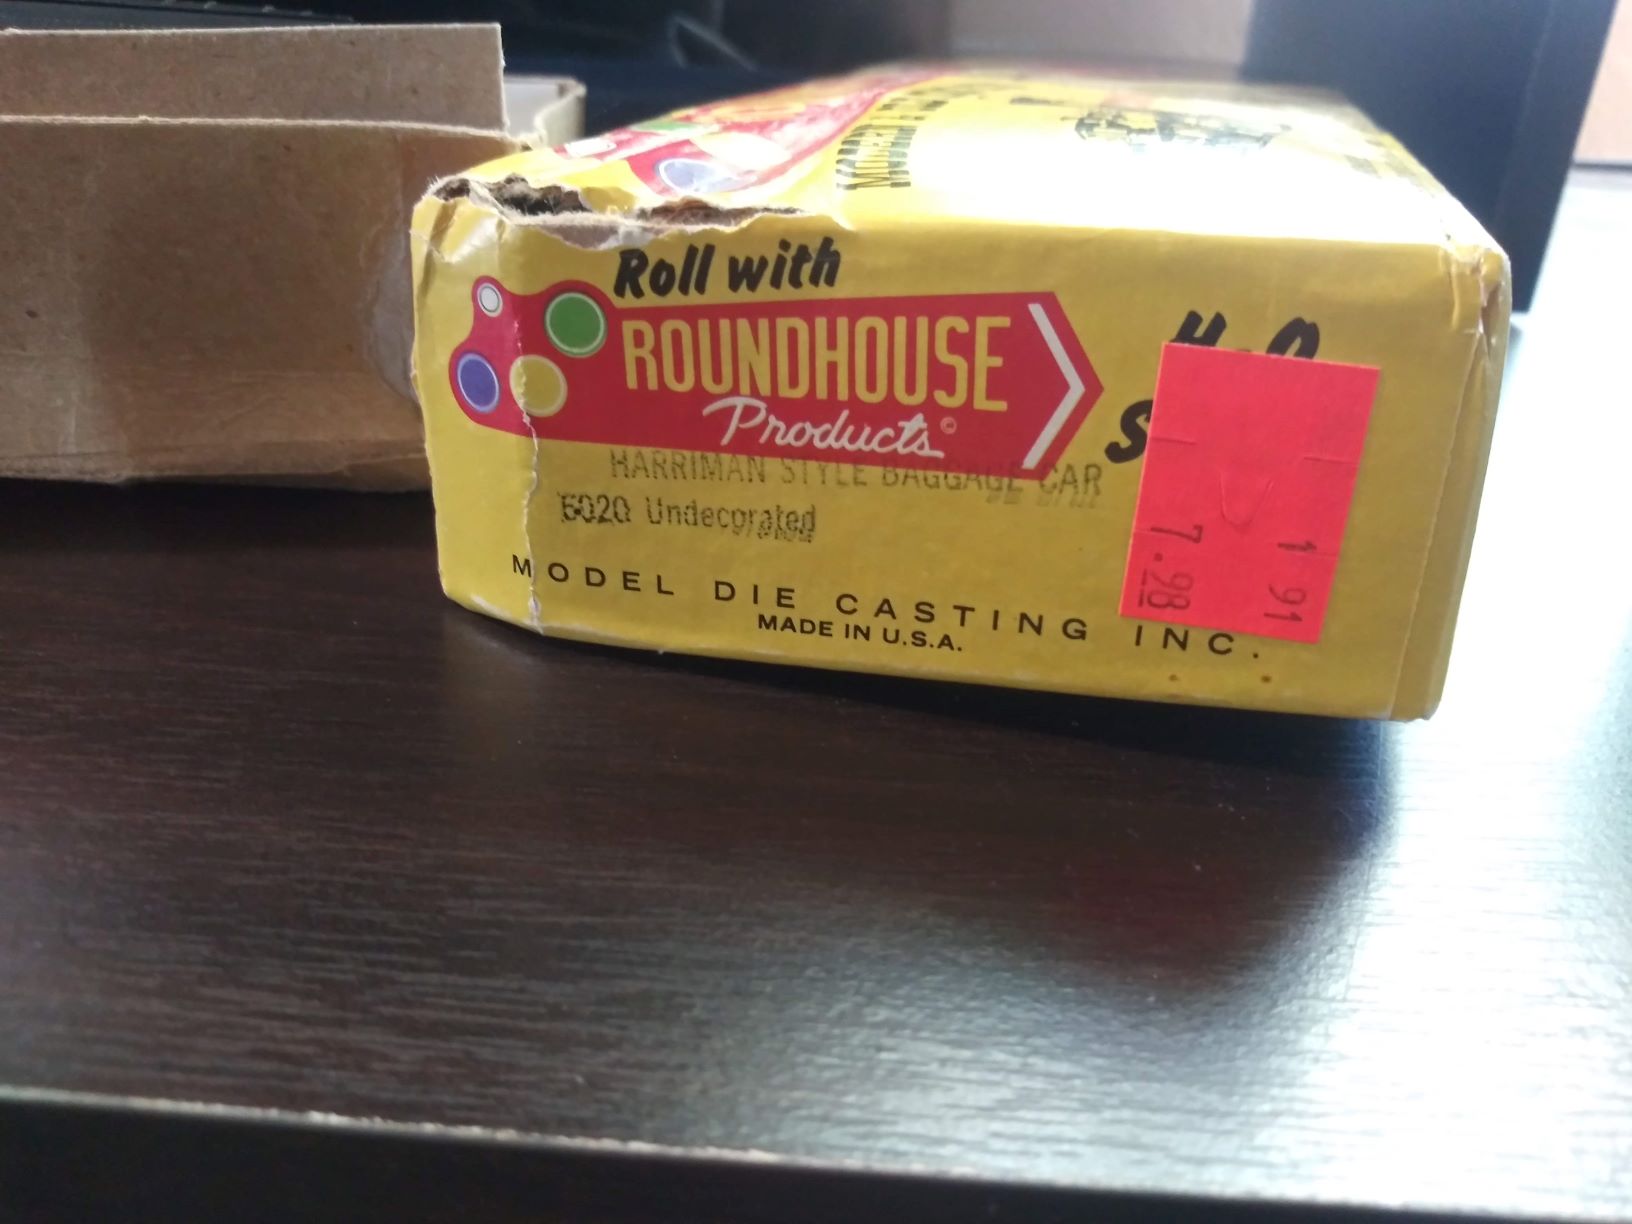 Roll with
ROUNDHOUSE
Products©
HARRIMAN STYLE BAGGAGE CAR
6020 Undecorated
MODEL DIE CASTING INC.
MADE IN U.S.A.
1 91
7.98